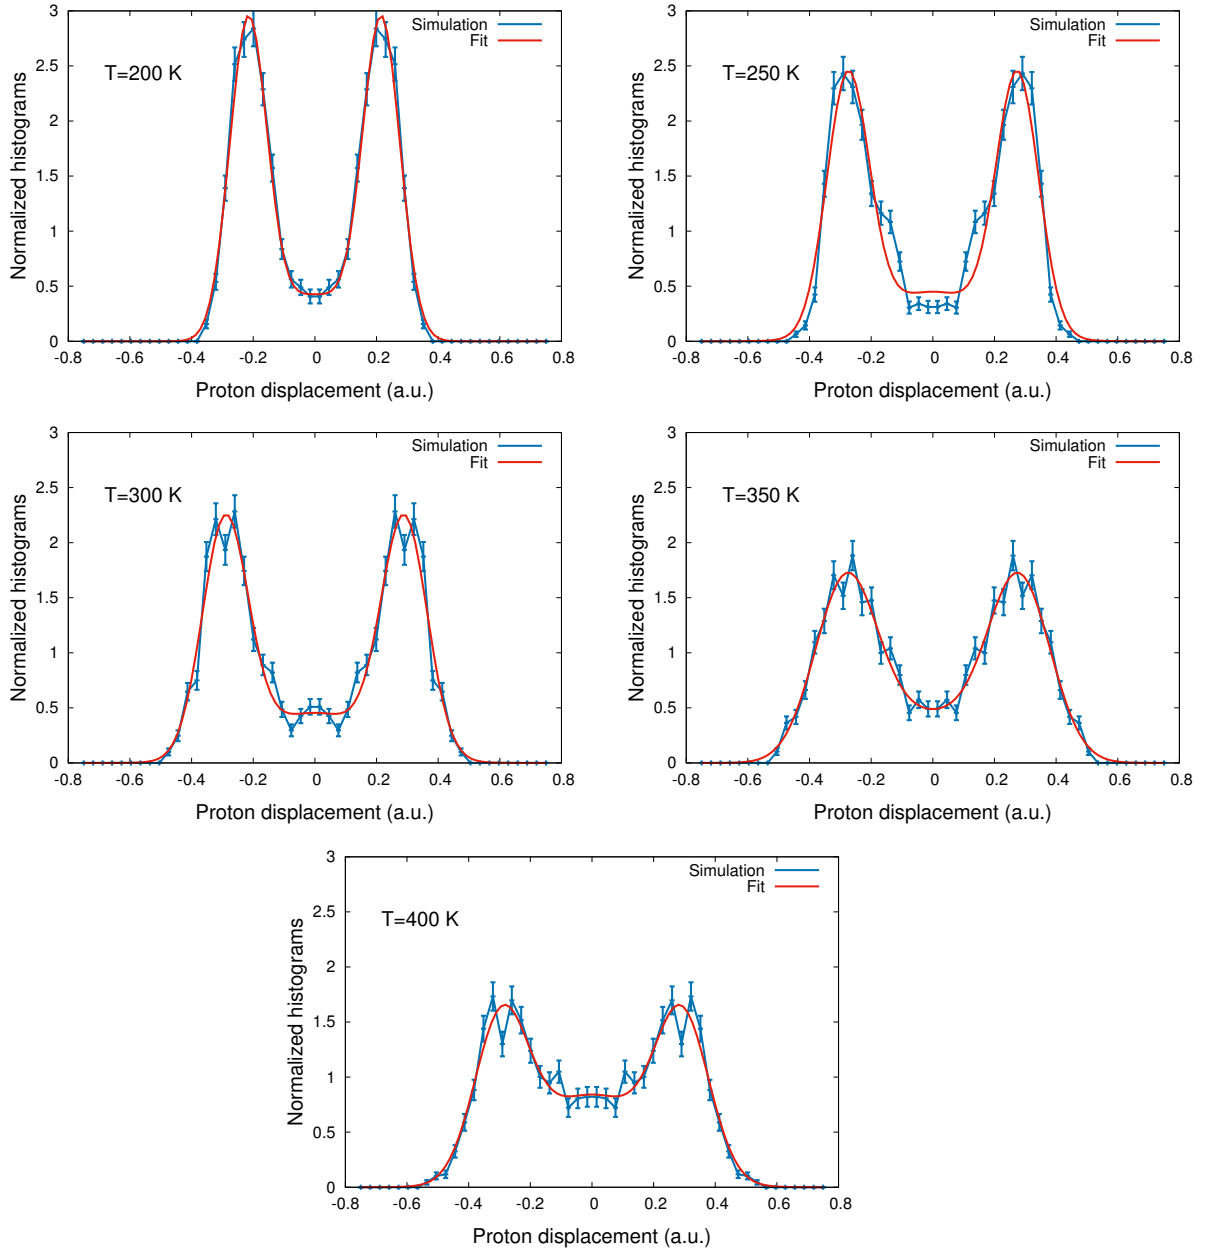 Normalized histograms
3
2.5
2
1.5
1
0.5
0
Simulation
Fit
T=200 K
-0.8 -0.6 -0.4 -0.2 0 0.2 0.4 0.6 0.8
Proton displacement (a.u.)
Normalized histograms
3
2.5
2
1.5
1
0.5
0
Simulation
Fit
T=250 K
-0.8 -0.6 -0.4 -0.2 0 0.2 0.4 0.6 0.8
Proton displacement (a.u.)
Normalized histograms
3
2.5
2
1.5
1
0.5
0
Simulation
Fit
T=300 K
-0.8 -0.6 -0.4 -0.2 0 0.2 0.4 0.6 0.8
Proton displacement (a.u.)
Normalized histograms
3
2.5
2
1.5
1
0.5
0
Simulation
Fit
T=350 K
-0.8 -0.6 -0.4 -0.2 0 0.2 0.4 0.6 0.8
Proton displacement (a.u.)
Normalized histograms
3
2.5
2
1.5
1
0.5
0
Simulation
Fit
T=400 K
-0.8 -0.6 -0.4 -0.2 0 0.2 0.4 0.6 0.8
Proton displacement (a.u.)